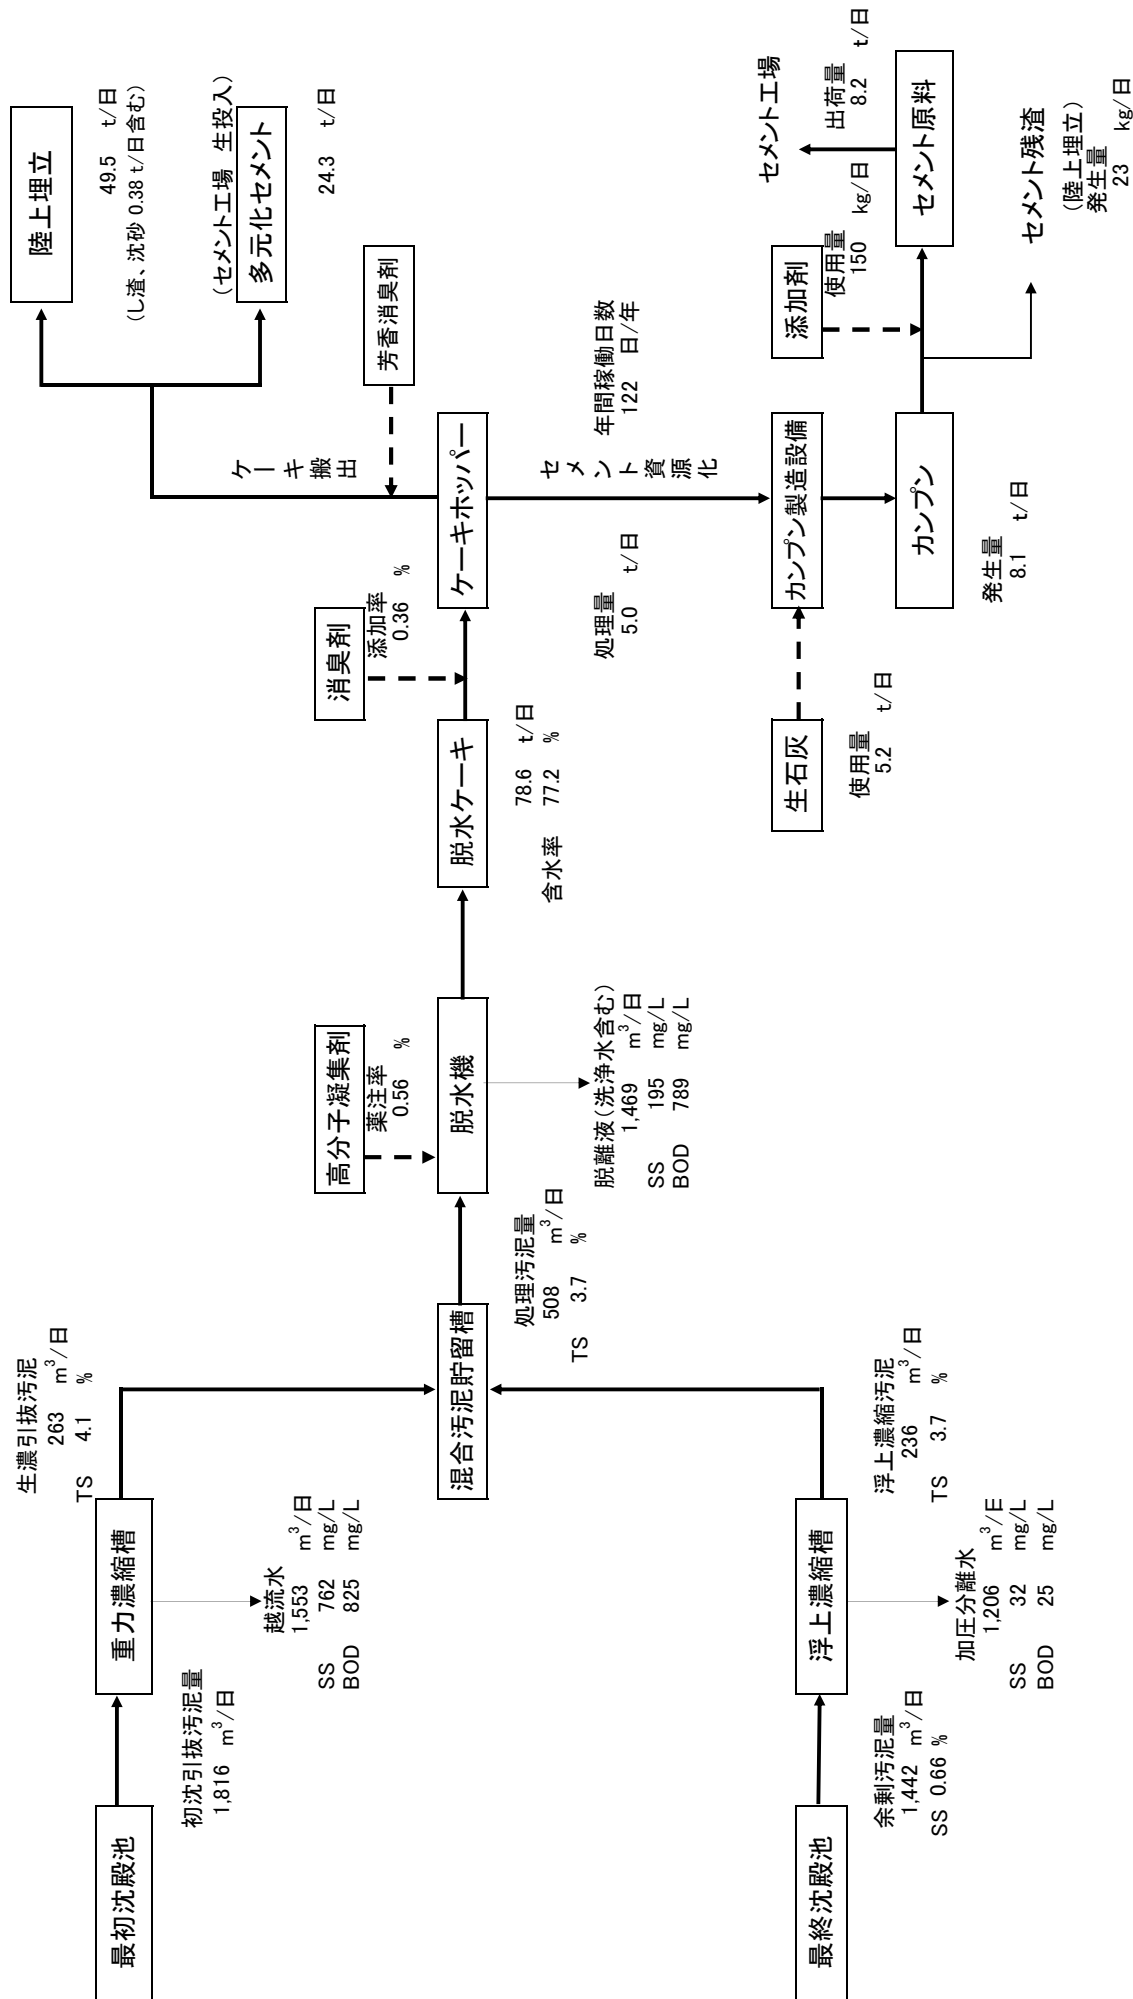 最初沈殿池
初沈引抜汚泥量
1,816 m³/日
重力濃縮槽
越流水
1,553 m³/日
SS 762 mg/L
BOD 825 mg/L
生濃引抜汚泥
263 m³/日
TS 4.1 %
最終沈殿池
余剰汚泥量
1,442 m³/日
SS 0.66 %
浮上濃縮槽
加圧分離水
1,206 m³/E
SS 32 mg/L
BOD 25 mg/L
浮上濃縮汚泥
236 m³/日
TS 3.7 %
混合汚泥貯留槽
処理汚泥量
508 m³/日
TS 3.7 %
高分子凝集剤
薬注率
0.56 %
脱水機
脱離液(洗浄水含む)
1,469 m³/日
SS 195 mg/L
BOD 789 mg/L
脱水ケーキ
78.6 t/日
含水率 77.2 %
消臭剤
添加率
0.36 %
ケーキホッパー
芳香消臭剤
ケーキ搬出
陸上埋立
49.5 t/日
(し渣、沈砂 0.38 t/日含む)
(セメント工場 生投入)
多元化セメント
24.3 t/日
セメント資源化
年間稼働日数
122 日/年
処理量
5.0 t/日
生石灰
使用量
5.2 t/日
カンプン製造設備
カンプン
発生量
8.1 t/日
添加剤
使用量
150 kg/日
セメント原料
セメント工場
出荷量
8.2 t/日
セメント残渣
(陸上埋立)
発生量
23 kg/日